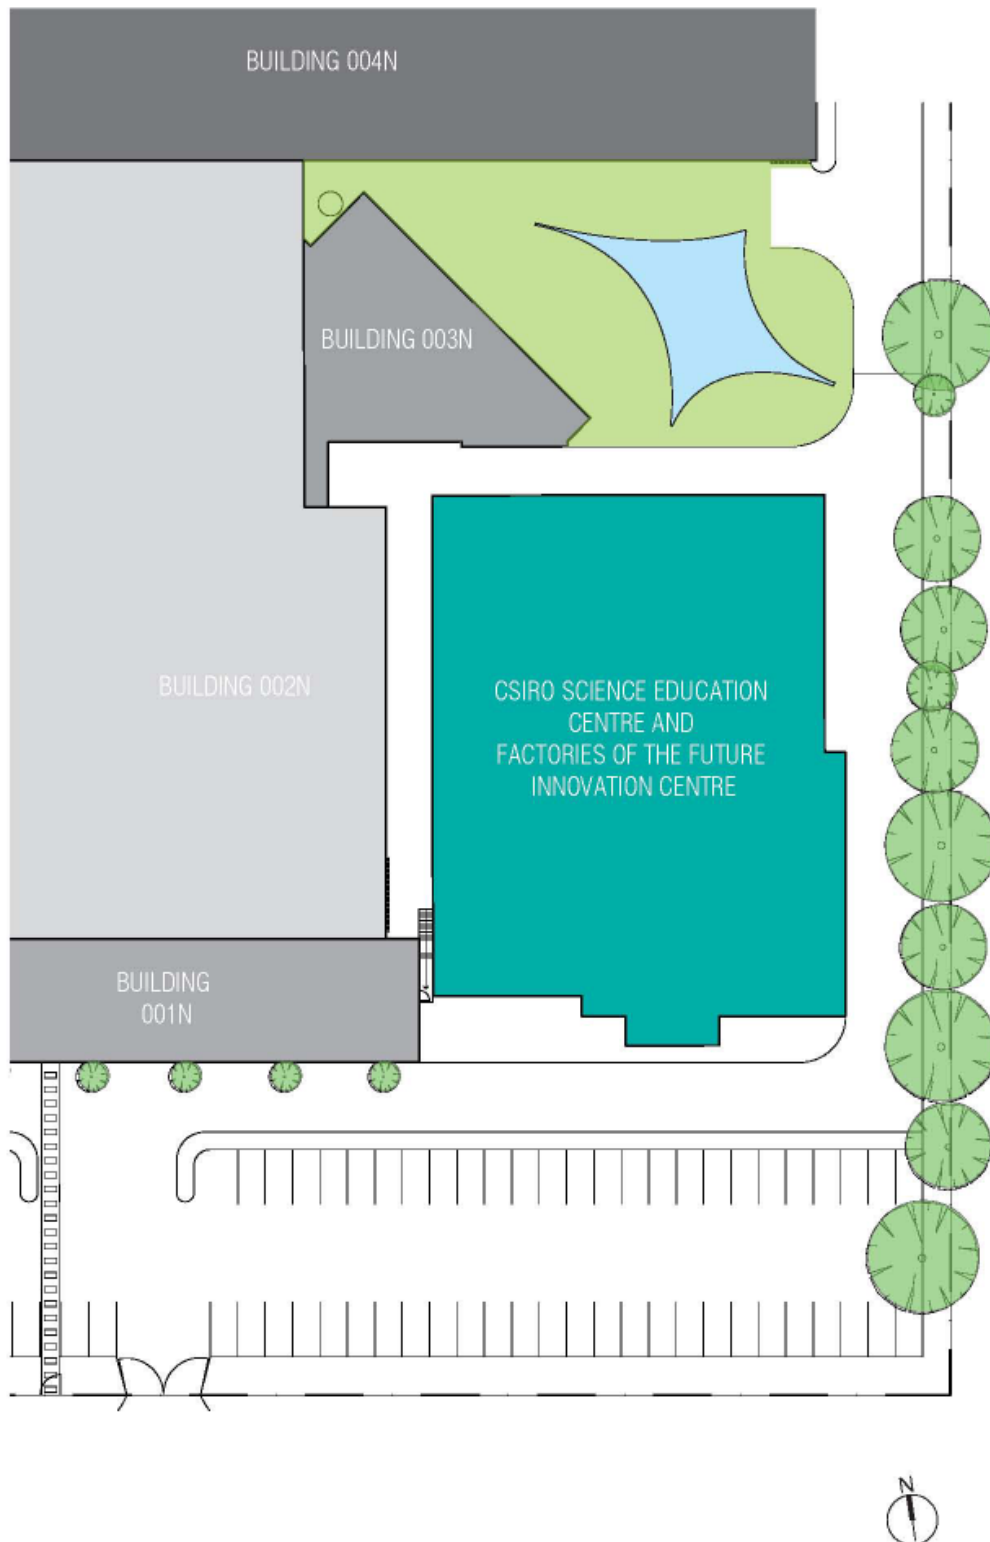 BUILDING 004N
BUILDING 003N
BUILDING 002N
CSIRO SCIENCE EDUCATION
CENTRE AND
FACTORIES OF THE FUTURE
INNOVATION CENTRE
BUILDING
001N
N